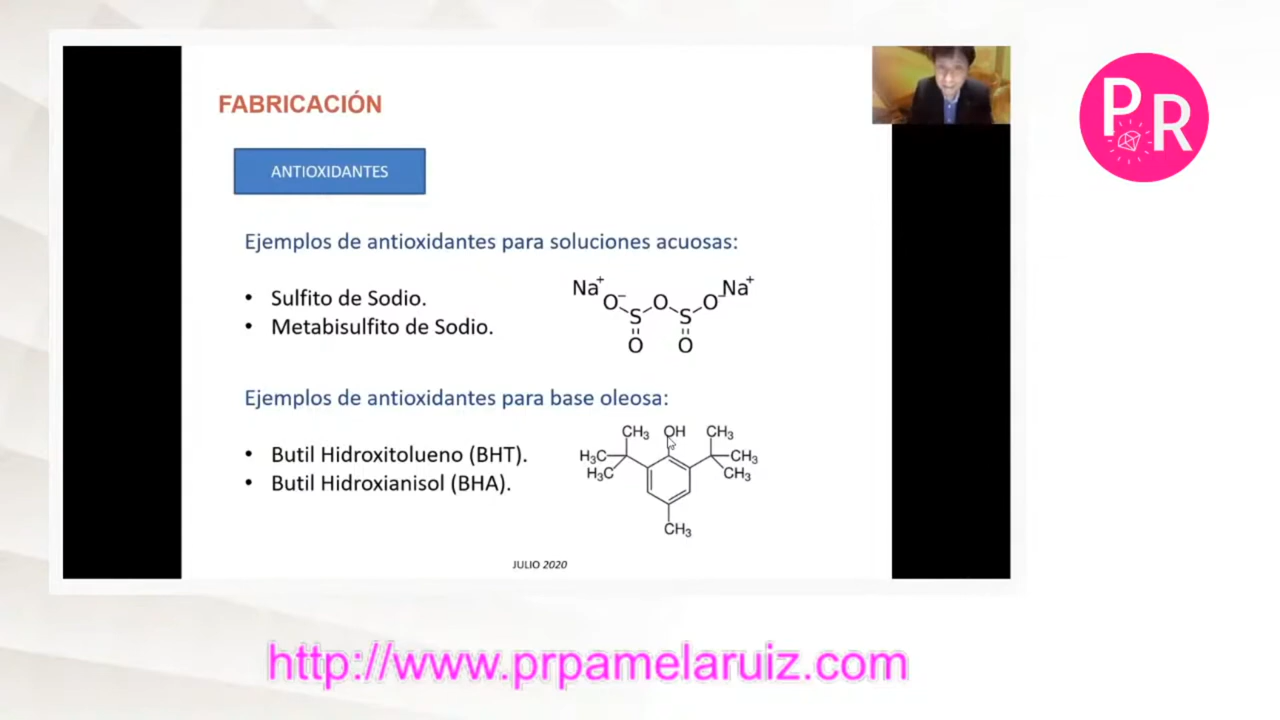 FABRICACIÓN
PR
ANTIOXIDANTES
Ejemplos de antioxidantes para soluciones acuosas:
• Sulfito de Sodio.
• Metabisulfito de Sodio.
Na+ Na+
O− O O−
S S
O O
Ejemplos de antioxidantes para base oleosa:
• Butil Hidroxitolueno (BHT).
• Butil Hidroxianisol (BHA).
CH₃ OH CH₃
H₃C CH₃
H₃C CH₃
CH₃
JULIO 2020
http://www.prpamelaruiz.com